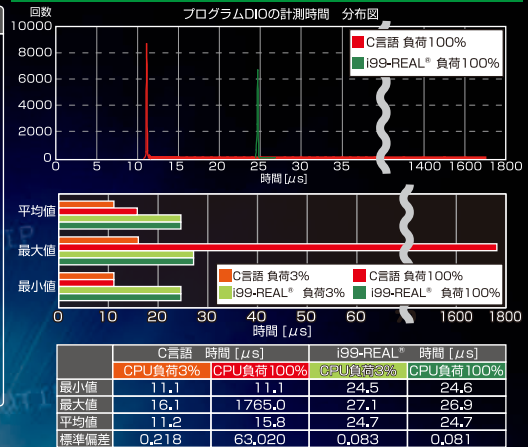 回数
プログラムDIOの計測時間 分布図
10000
8000
6000
4000
2000
0
C言語 負荷100%
i99-REAL® 負荷100%
0 5 10 15 20 25 30 35 1400 1600 1800
時間[μs]
平均値
最大値
最小値
C言語 負荷3% C言語 負荷100%
i99-REAL® 負荷3% i99-REAL® 負荷100%
0 10 20 30 40 50 60 1600 1800
時間 [μs]
C言語 時間 [μs] i99-REAL® 時間 [μs]
CPU負荷3% CPU負荷100% CPU負荷3% CPU負荷100%
最小値 11.1 11.1 24.5 24.6
最大値 16.1 1765.0 27.1 26.9
平均値 11.2 15.8 24.7 24.7
標準偏差 0.218 63.020 0.083 0.081